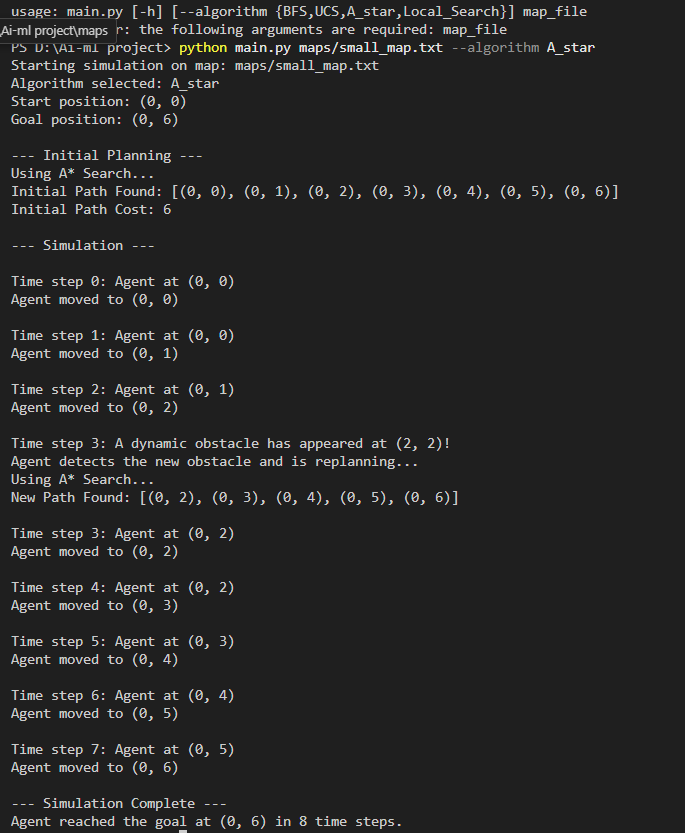 usage: main.py [-h] [--algorithm {BFS,UCS,A_star,Local_Search}] map_file
Ai-ml project\maps r: the following arguments are required: map_file
PS D:\Ai-ml project> python main.py maps/small_map.txt --algorithm A_star
Starting simulation on map: maps/small_map.txt
Algorithm selected: A_star
Start position: (0, 0)
Goal position: (0, 6)
--- Initial Planning ---
Using A* Search...
Initial Path Found: [(0, 0), (0, 1), (0, 2), (0, 3), (0, 4), (0, 5), (0, 6)]
Initial Path Cost: 6
--- Simulation ---
Time step 0: Agent at (0, 0)
Agent moved to (0, 0)
Time step 1: Agent at (0, 0)
Agent moved to (0, 1)
Time step 2: Agent at (0, 1)
Agent moved to (0, 2)
Time step 3: A dynamic obstacle has appeared at (2, 2)!
Agent detects the new obstacle and is replanning...
Using A* Search...
New Path Found: [(0, 2), (0, 3), (0, 4), (0, 5), (0, 6)]
Time step 3: Agent at (0, 2)
Agent moved to (0, 2)
Time step 4: Agent at (0, 2)
Agent moved to (0, 3)
Time step 5: Agent at (0, 3)
Agent moved to (0, 4)
Time step 6: Agent at (0, 4)
Agent moved to (0, 5)
Time step 7: Agent at (0, 5)
Agent moved to (0, 6)
--- Simulation Complete ---
Agent reached the goal at (0, 6) in 8 time steps.